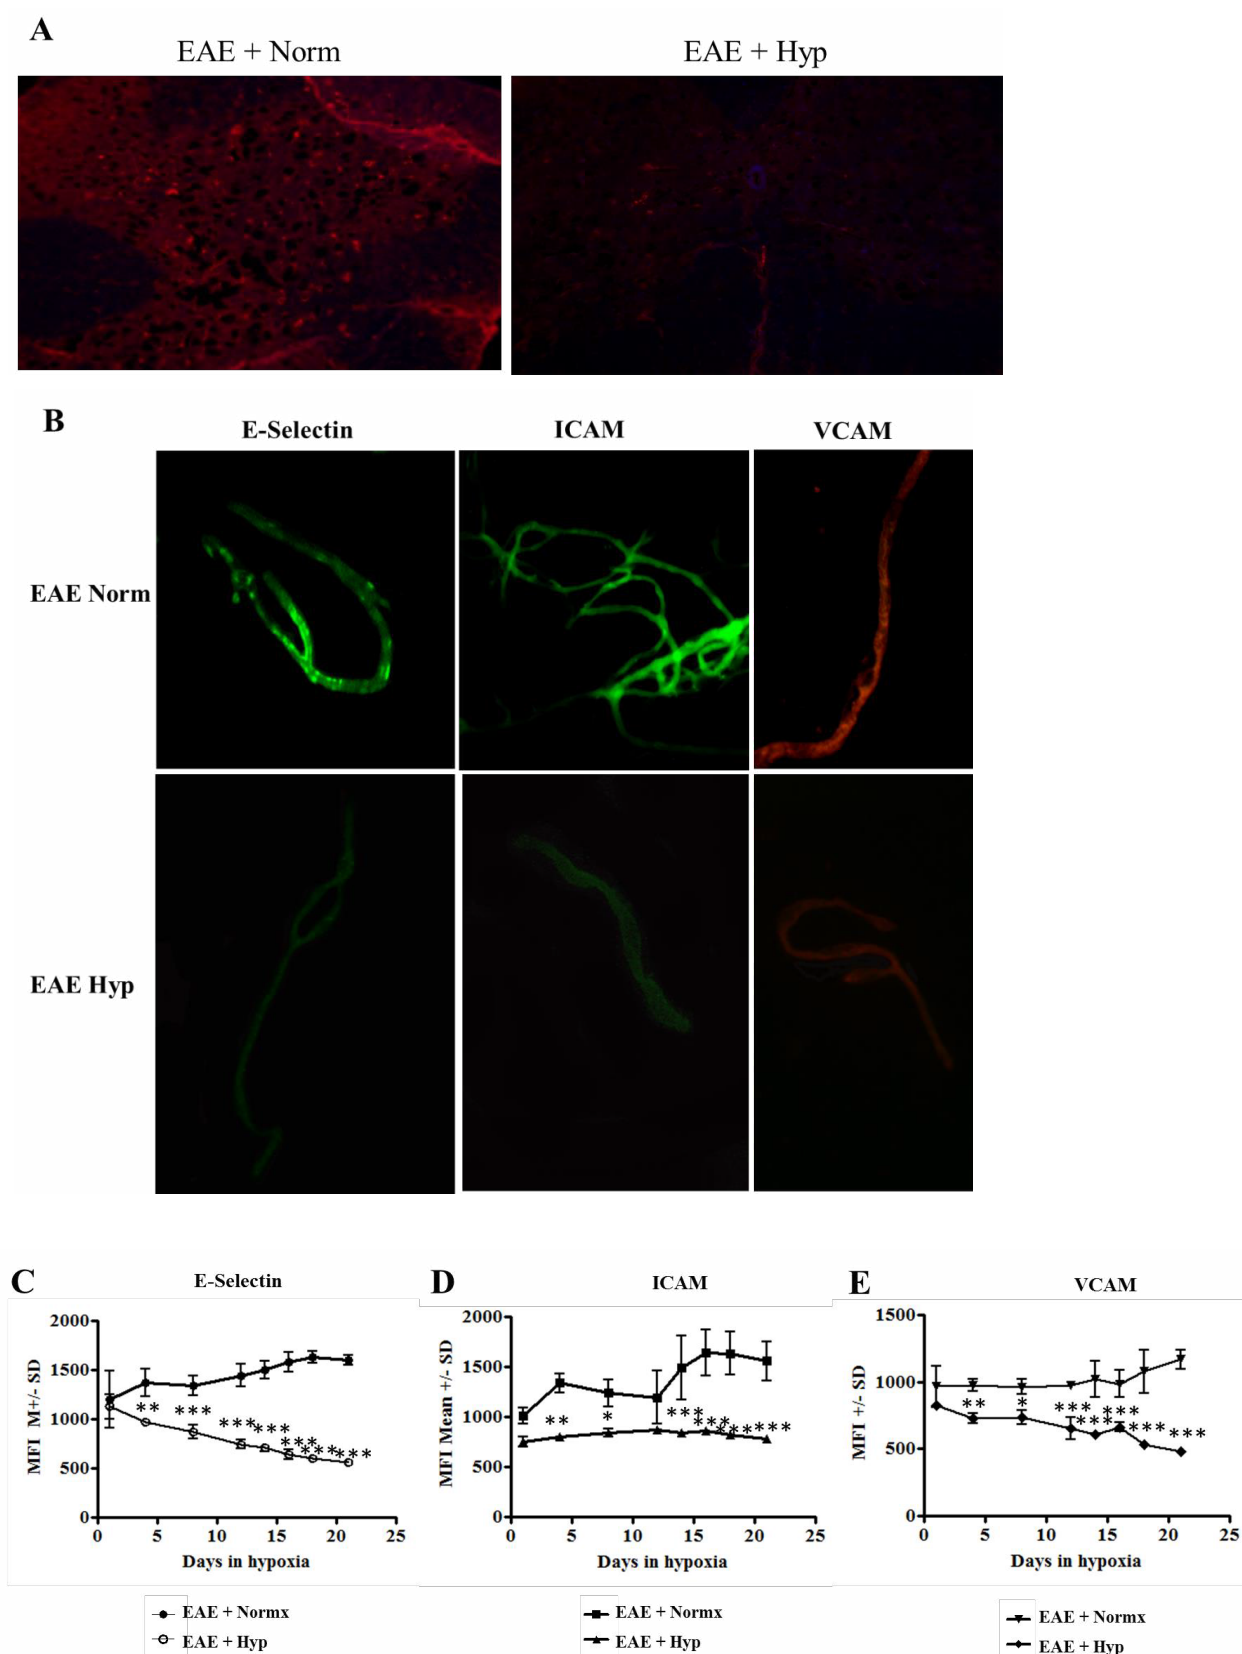 A
EAE + Norm
EAE + Hyp
B
E-Selectin
ICAM
VCAM
EAE Norm
EAE Hyp
C
E-Selectin
MFI M+/- SD
2000
1500
1000
500
0
** *** *** *** *** *** ***
0 5 10 15 20 25
Days in hypoxia
EAE + Normx
EAE + Hyp
D
ICAM
MFI Mean +/- SD
2000
1500
1000
500
0
** * *** *** *** ***
0 5 10 15 20 25
Days in hypoxia
EAE + Normx
EAE + Hyp
E
VCAM
MFI +/- SD
1500
1000
500
0
** * *** *** *** *** ***
0 5 10 15 20 25
Days in hypoxia
EAE + Normx
EAE + Hyp